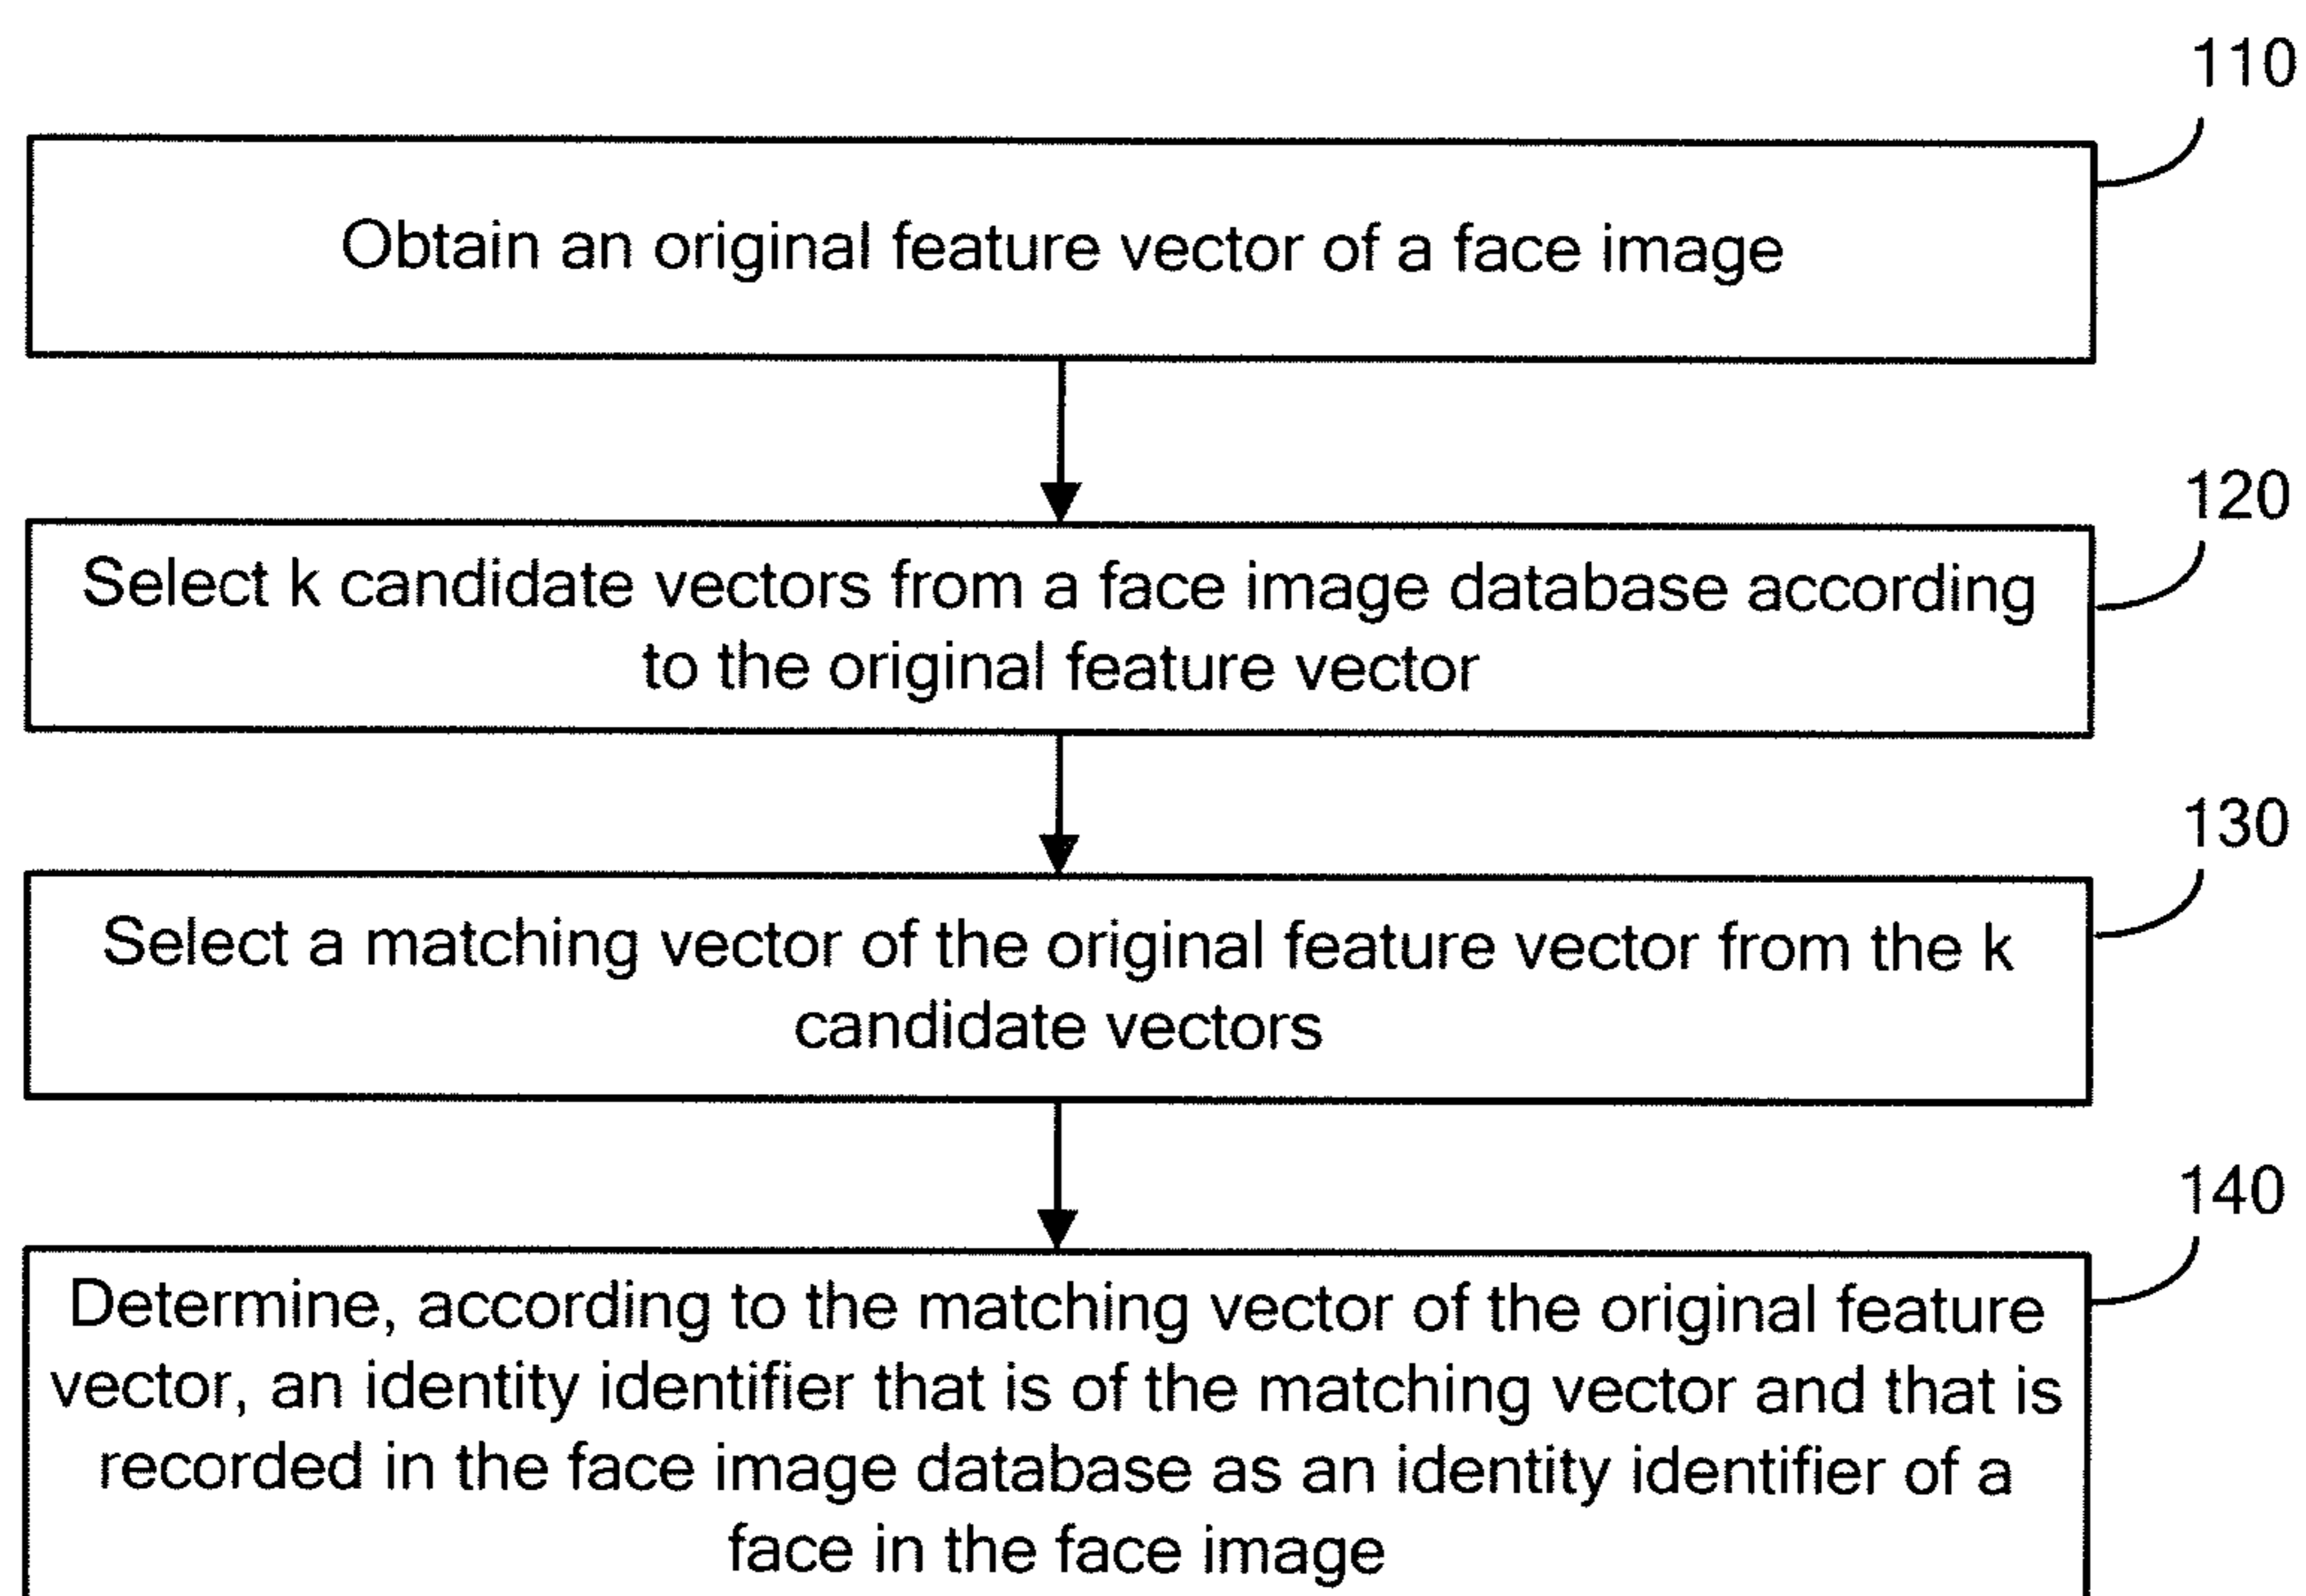 110
Obtain an original feature vector of a face image
120
Select k candidate vectors from a face image database according
to the original feature vector
130
Select a matching vector of the original feature vector from the k
candidate vectors
140
Determine, according to the matching vector of the original feature
vector, an identity identifier that is of the matching vector and that is
recorded in the face image database as an identity identifier of a
face in the face image